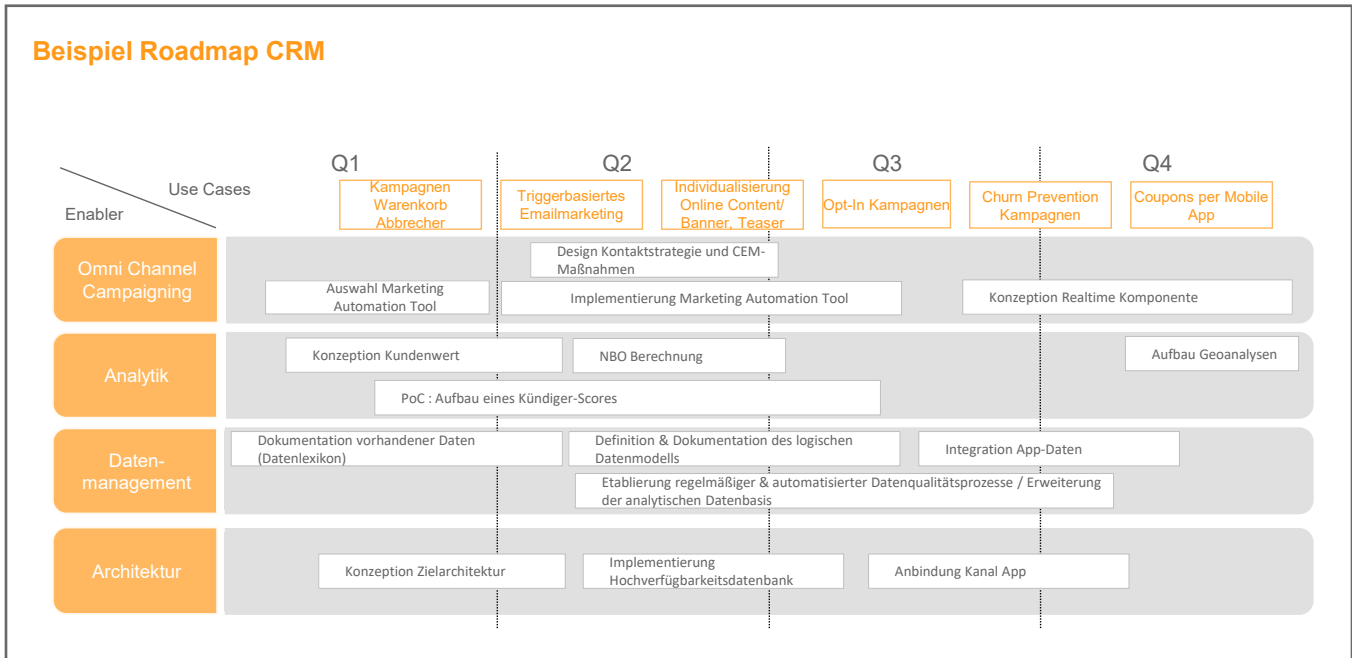 Beispiel Roadmap CRM
Q1
Q2
Q3
Q4
Use Cases
Enabler
Kampagnen
Warenkorb
Abbrecher
Triggerbasiertes
Emailmarketing
Individualisierung
Online Content/
Banner, Teaser
Opt-In Kampagnen
Churn Prevention
Kampagnen
Coupons per Mobile
App
Omni Channel
Campaigning
Design Kontaktstrategie und CEM-
Maßnahmen
Auswahl Marketing
Automation Tool
Implementierung Marketing Automation Tool
Konzeption Realtime Komponente
Analytik
Konzeption Kundenwert
NBO Berechnung
Aufbau Geoanalysen
PoC : Aufbau eines Kündiger-Scores
Daten-
management
Dokumentation vorhandener Daten
(Datenlexikon)
Definition & Dokumentation des logischen
Datenmodells
Integration App-Daten
Etablierung regelmäßiger & automatisierter Datenqualitätsprozesse / Erweiterung
der analytischen Datenbasis
Architektur
Konzeption Zielarchitektur
Implementierung
Hochverfügbarkeitsdatenbank
Anbindung Kanal App